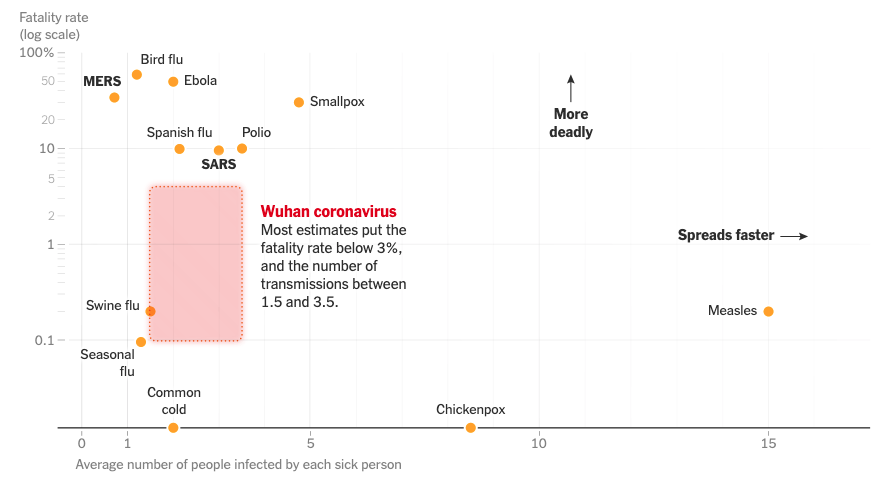 Fatality rate
(log scale)
100%
50
20
10
5
2
1
0.1
Bird flu
MERS
Ebola
Smallpox
Spanish flu
Polio
SARS
More
deadly
Wuhan coronavirus
Most estimates put the
fatality rate below 3%,
and the number of
transmissions between
1.5 and 3.5.
Spreads faster
Swine flu
Measles
Seasonal
flu
Common
cold
Chickenpox
0
1
5
10
15
Average number of people infected by each sick person